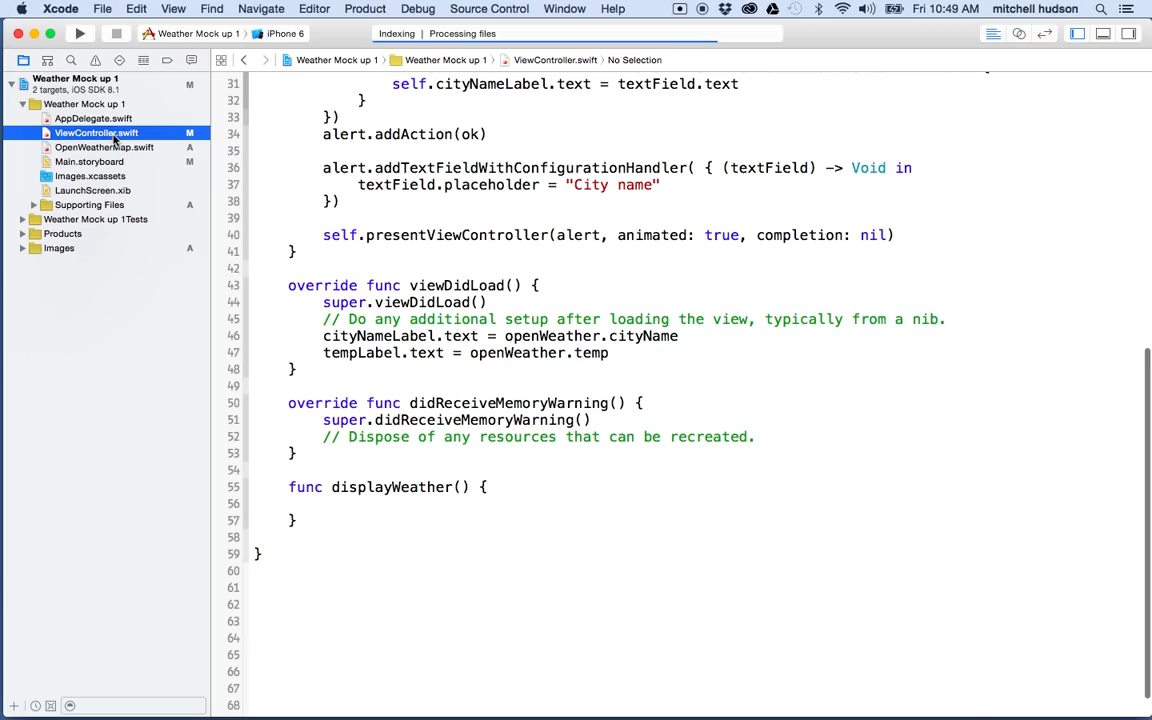 Xcode File Edit View Find Navigate Editor Product Debug Source Control Window Help Fri 10:49 AM mitchell hudson
Weather Mock up 1 〉 iPhone 6 Indexing | Processing files
Weather Mock up 1 〉 Weather Mock up 1 〉 ViewController.swift 〉 No Selection
Weather Mock up 1 M
2 targets, iOS SDK 8.1
Weather Mock up 1
AppDelegate.swift
ViewController.swift M
OpenWeatherMap.swift A
Main.storyboard M
Images.xcassets
LaunchScreen.xib
Supporting Files A
Weather Mock up 1Tests
Products
Images A
31 self.cityNameLabel.text = textField.text
32 }
33 })
34 alert.addAction(ok)
35
36 alert.addTextFieldWithConfigurationHandler( { (textField) -> Void in
37 textField.placeholder = "City name"
38 })
39
40 self.presentViewController(alert, animated: true, completion: nil)
41 }
42
43 override func viewDidLoad() {
44 super.viewDidLoad()
45 // Do any additional setup after loading the view, typically from a nib.
46 cityNameLabel.text = openWeather.cityName
47 tempLabel.text = openWeather.temp
48 }
49
50 override func didReceiveMemoryWarning() {
51 super.didReceiveMemoryWarning()
52 // Dispose of any resources that can be recreated.
53 }
54
55 func displayWeather() {
56
57 }
58
59 }
60
61
62
63
64
65
66
67
68